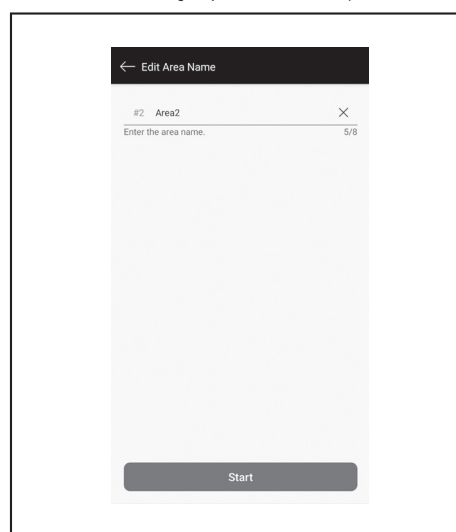 ← Edit Area Name
#2 Area2 ×
Enter the area name. 5/8
Start